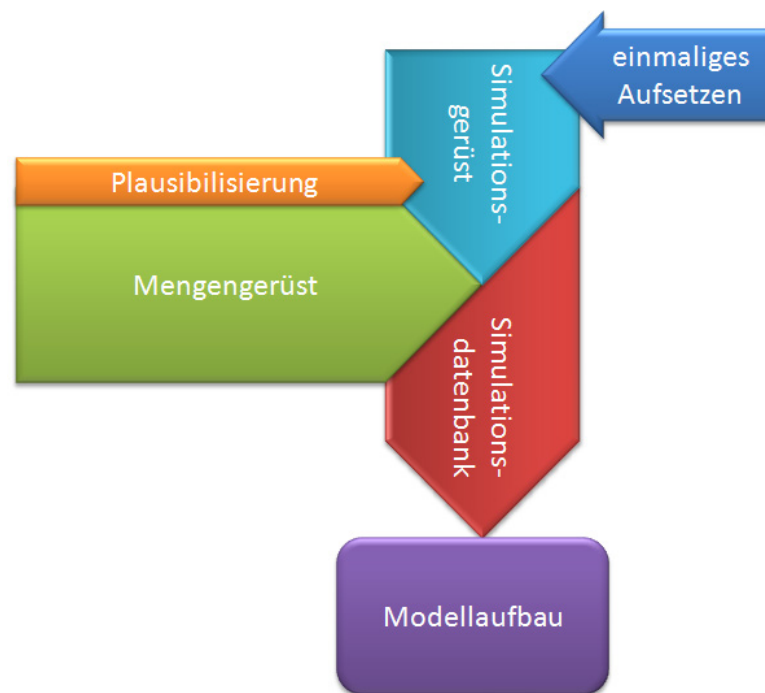 einmaliges
Aufsetzen
Simulations-
gerüst
Plausibilisierung
Mengengerüst
Simulations-
datenbank
Modellaufbau